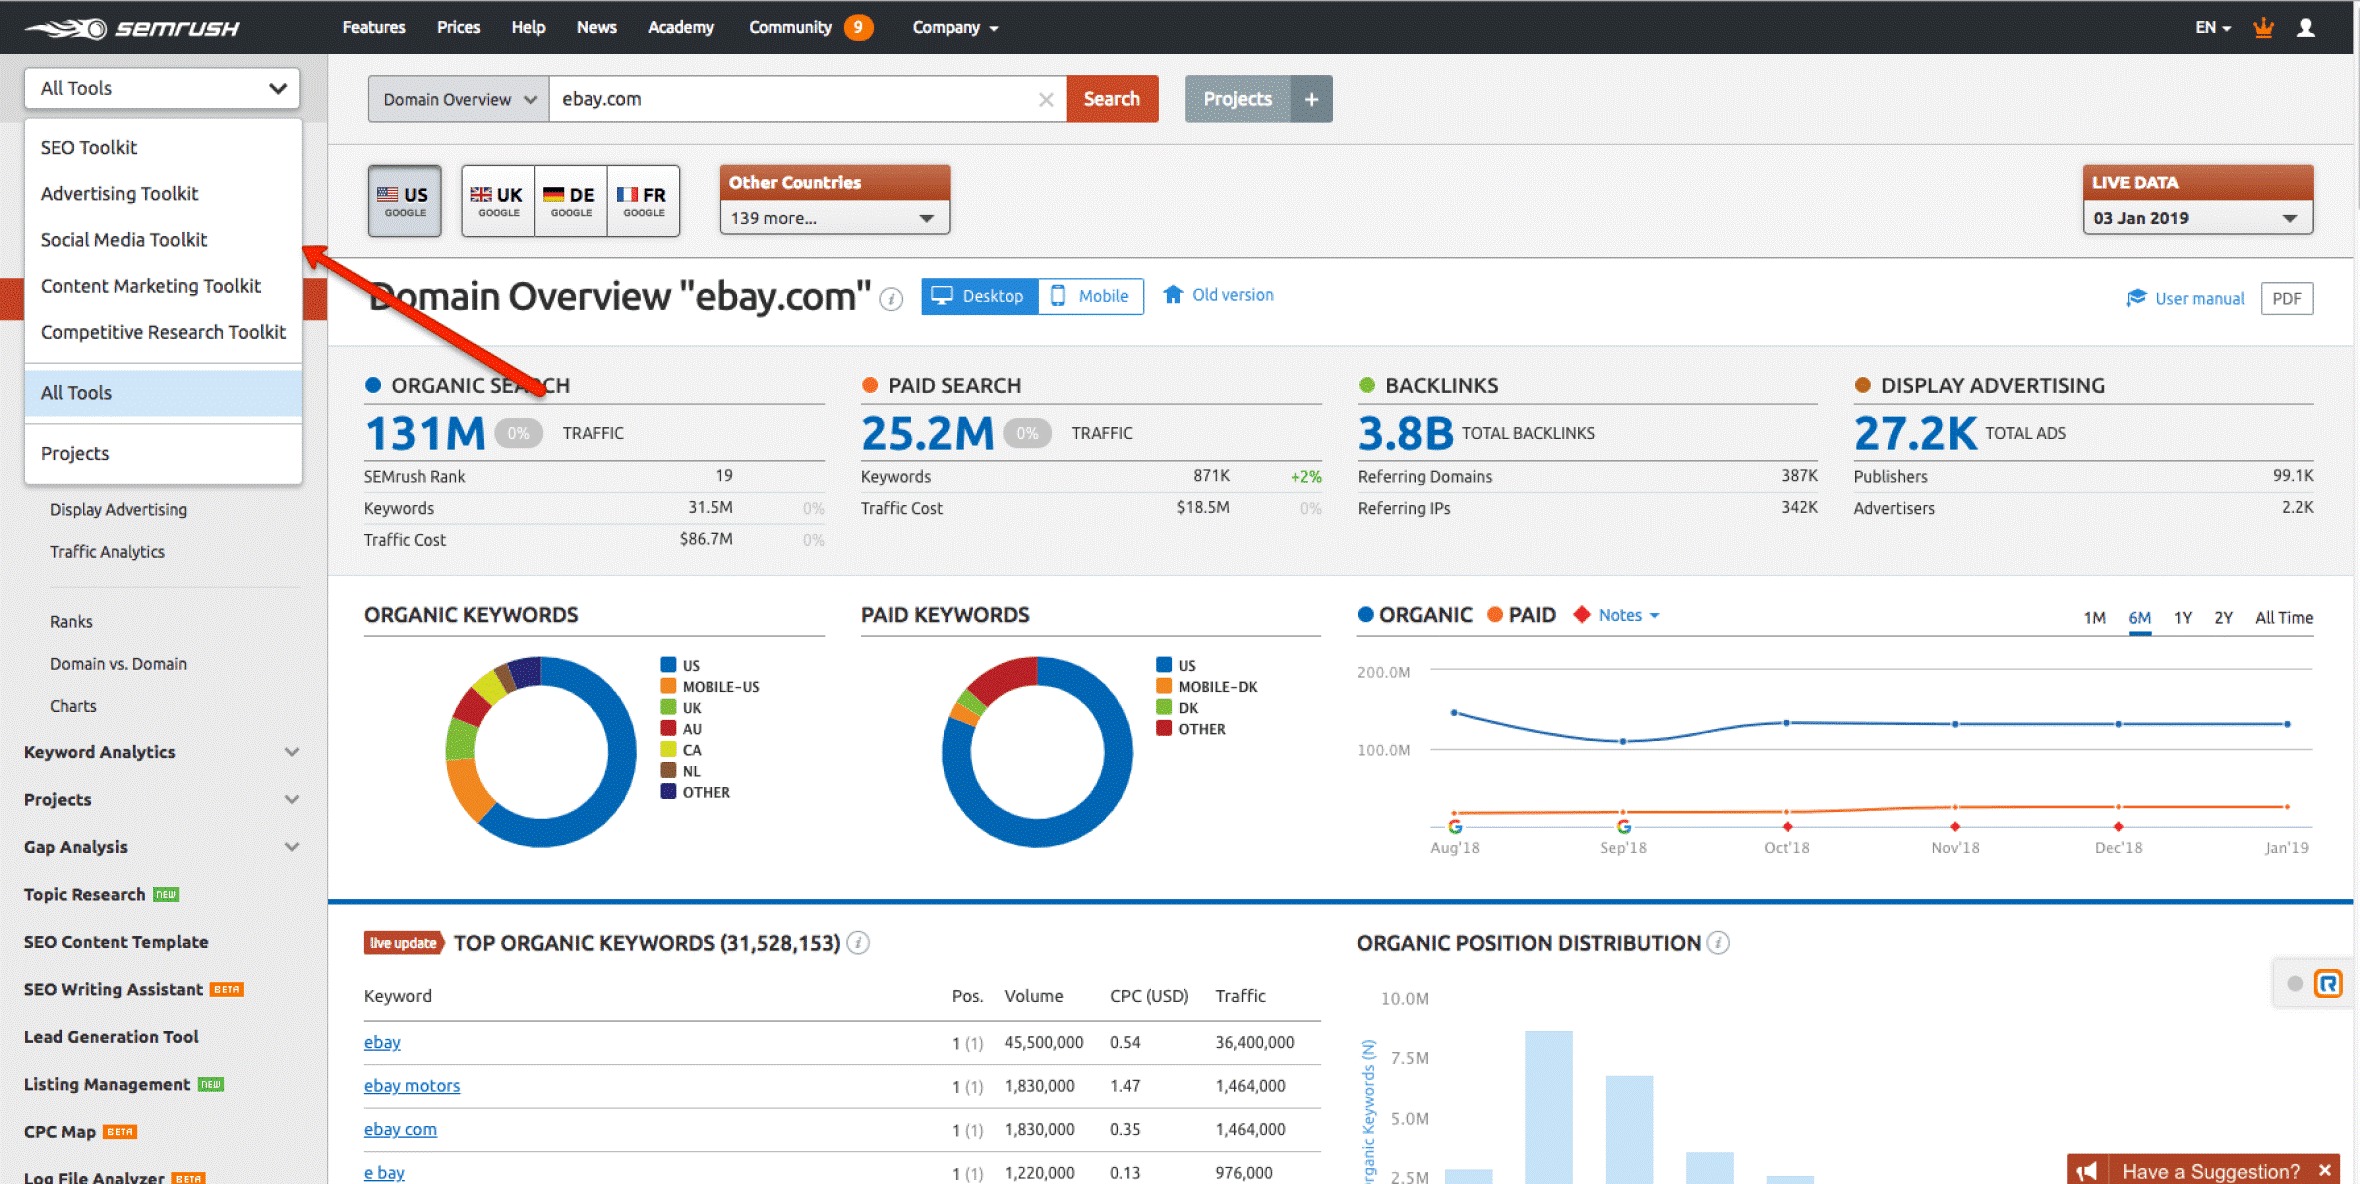 SEMRUSH
Features Prices Help News Academy Community 9 Company
EN
All Tools
SEO Toolkit
Advertising Toolkit
Social Media Toolkit
Content Marketing Toolkit
Competitive Research Toolkit
All Tools
Projects
Display Advertising
Traffic Analytics
Ranks
Domain vs. Domain
Charts
Keyword Analytics
Projects
Gap Analysis
Topic Research NEW
SEO Content Template
SEO Writing Assistant BETA
Lead Generation Tool
Listing Management NEW
CPC Map BETA
Log File Analyzer BETA
Domain Overview ebay.com Search Projects +
US GOOGLE
UK GOOGLE
DE GOOGLE
FR GOOGLE
Other Countries
139 more...
LIVE DATA
03 Jan 2019
Domain Overview "ebay.com" i Desktop Mobile Old version
User manual PDF
ORGANIC SEARCH
131M 0% TRAFFIC
SEMrush Rank 19
Keywords 31.5M 0%
Traffic Cost $86.7M 0%
PAID SEARCH
25.2M 0% TRAFFIC
Keywords 871K +2%
Traffic Cost $18.5M 0%
BACKLINKS
3.8B TOTAL BACKLINKS
Referring Domains 387K
Referring IPs 342K
DISPLAY ADVERTISING
27.2K TOTAL ADS
Publishers 99.1K
Advertisers 2.2K
ORGANIC KEYWORDS
US
MOBILE-US
UK
AU
CA
NL
OTHER
PAID KEYWORDS
US
MOBILE-DK
DK
OTHER
ORGANIC PAID Notes
1M 6M 1Y 2Y All Time
200.0M
100.0M
G G
Aug'18 Sep'18 Oct'18 Nov'18 Dec'18 Jan'19
live update TOP ORGANIC KEYWORDS (31,528,153) i
Keyword Pos. Volume CPC (USD) Traffic
ebay 1 (1) 45,500,000 0.54 36,400,000
ebay motors 1 (1) 1,830,000 1.47 1,464,000
ebay com 1 (1) 1,830,000 0.35 1,464,000
e bay 1 (1) 1,220,000 0.13 976,000
ORGANIC POSITION DISTRIBUTION i
10.0M
7.5M
5.0M
2.5M
rganic Keywords (N)
R
Have a Suggestion? ×